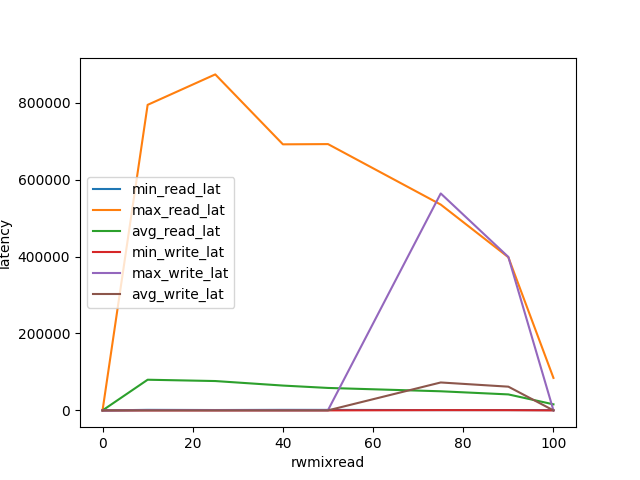 800000
600000
400000
200000
0
latency
min_read_lat
max_read_lat
avg_read_lat
min_write_lat
max_write_lat
avg_write_lat
0 20 40 60 80 100
rwmixread